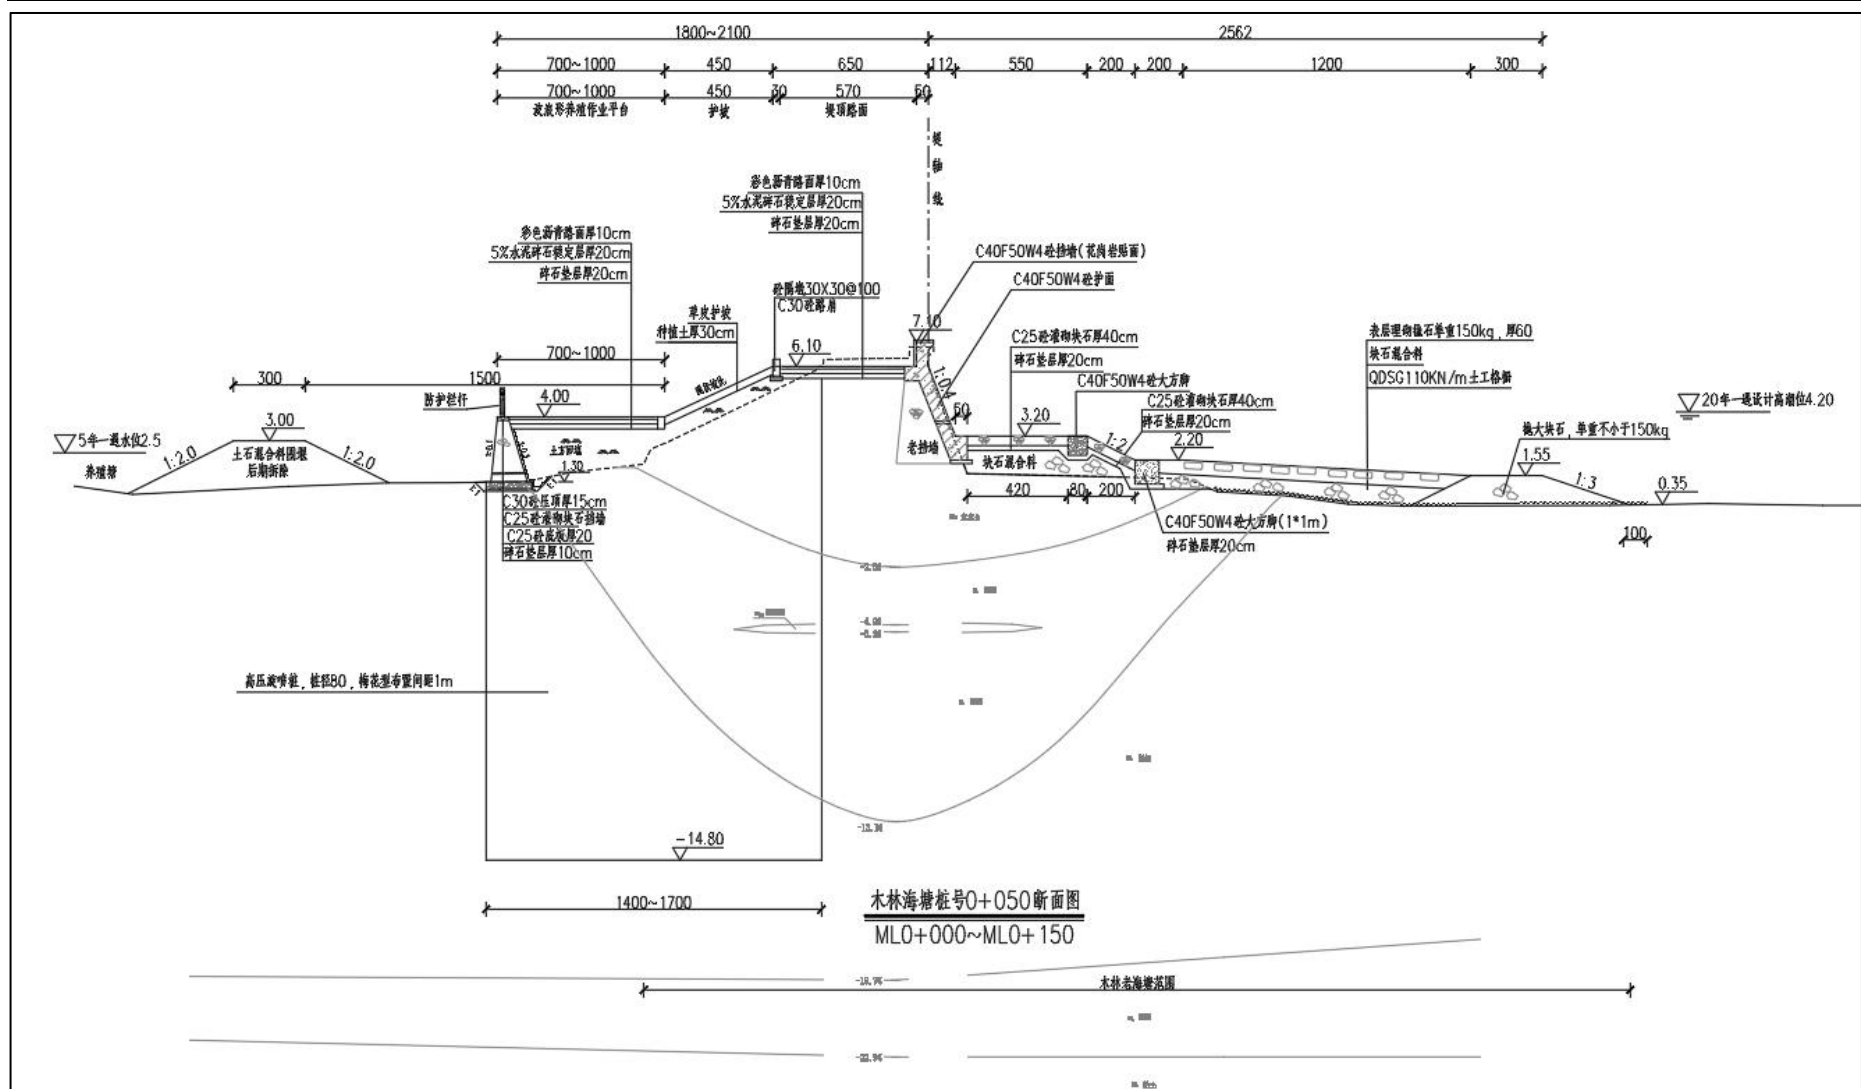 1800~2100
2562
700~1000
450
650
112
550
200
200
1200
300
700~1000
450
30
570
50
波浪形养殖作业平台
护坡
堤顶路面
堤轴线
彩色沥青路面厚10cm
5%水泥碎石稳定层厚20cm
碎石垫层厚20cm
彩色沥青路面厚10cm
5%水泥碎石稳定层厚20cm
碎石垫层厚20cm
C40F50W4砼挡墙(花岗岩贴面)
C40F50W4砼护面
砼隔埂30X30@100
C30砼路肩
草皮护坡
种植土厚30cm
7.10
6.10
1:0.4
C25砼灌砌块石厚40cm
碎石垫层厚20cm
C40F50W4砼大方脚
C25砼灌砌块石厚40cm
碎石垫层厚20cm
表层理砌插石单重150kg，厚60
块石混合料
QDSG110KN/m土工格栅
20年一遇设计高潮位4.20
抛大块石，单重不小于150kg
700~1000
300
1500
防护栏杆
4.00
3.00
5年一遇水位2.5
养殖塘
1:2.0
土石混合料围堰
后期拆除
1:2.0
土方回填
1.30
老挡墙
50
3.20
1:2
2.20
1.55
1:3
0.35
块石混合料
420
80
200
100
C30砼压顶厚15cm
C25砼灌砌块石挡墙
C25砼底板厚20
碎石垫层厚10cm
C40F50W4砼大方脚(1*1m)
碎石垫层厚20cm
高压旋喷桩，桩径80，梅花型布置间距1m
-14.80
1400~1700
木林海塘桩号0+050断面图
ML0+000~ML0+150
木林老海塘范围